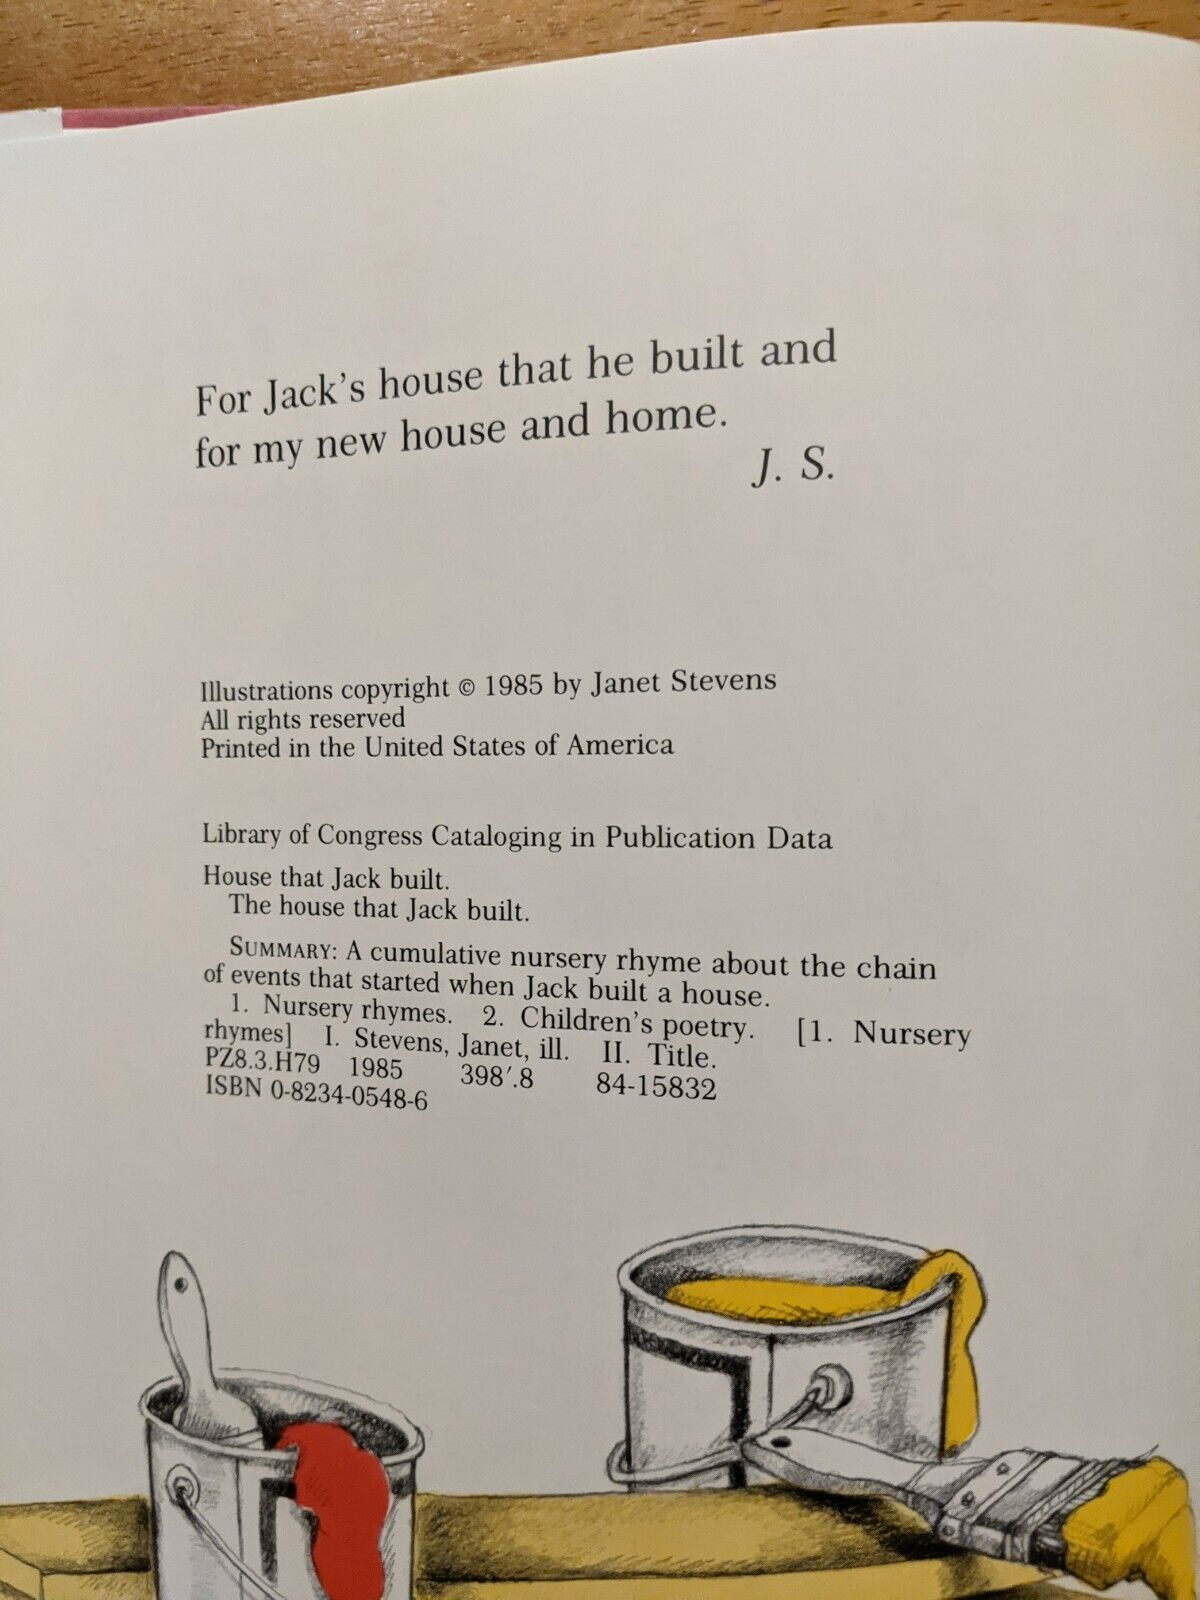 For Jack's house that he built and
for my new house and home.
J. S.
Illustrations copyright © 1985 by Janet Stevens
All rights reserved
Printed in the United States of America
Library of Congress Cataloging in Publication Data
House that Jack built.
The house that Jack built.
SUMMARY: A cumulative nursery rhyme about the chain
of events that started when Jack built a house.
1. Nursery rhymes. 2. Children's poetry. [1. Nursery
rhymes] I. Stevens, Janet, ill. II. Title.
PZ8.3.H79 1985 398′.8 84-15832
ISBN 0-8234-0548-6